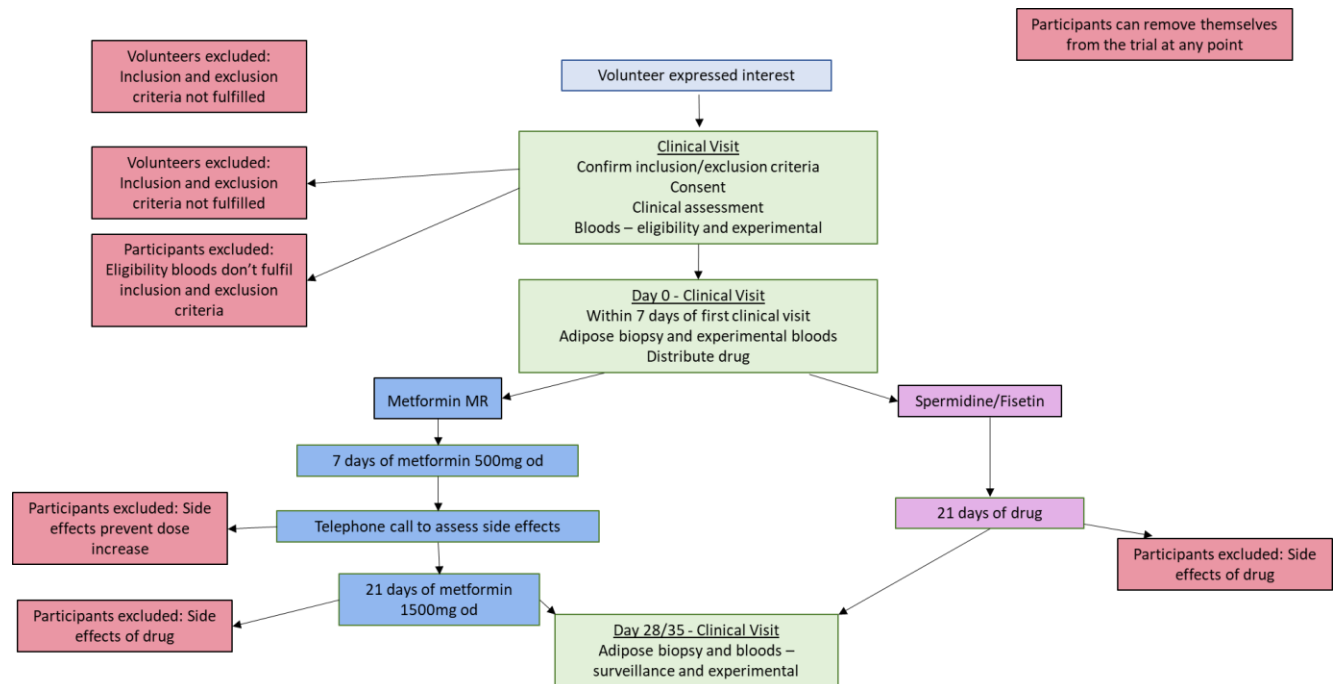 Participants can remove themselves
from the trial at any point
Volunteers excluded:
Inclusion and exclusion
criteria not fulfilled
Volunteer expressed interest
Clinical Visit
Confirm inclusion/exclusion criteria
Consent
Clinical assessment
Bloods – eligibility and experimental
Volunteers excluded:
Inclusion and exclusion
criteria not fulfilled
Participants excluded:
Eligibility bloods don't fulfil
inclusion and exclusion
criteria
Day 0 - Clinical Visit
Within 7 days of first clinical visit
Adipose biopsy and experimental bloods
Distribute drug
Metformin MR
Spermidine/Fisetin
7 days of metformin 500mg od
Participants excluded: Side
effects prevent dose
increase
Telephone call to assess side effects
21 days of drug
Participants excluded: Side
effects of drug
21 days of metformin
1500mg od
Participants excluded: Side
effects of drug
Day 28/35 - Clinical Visit
Adipose biopsy and bloods –
surveillance and experimental